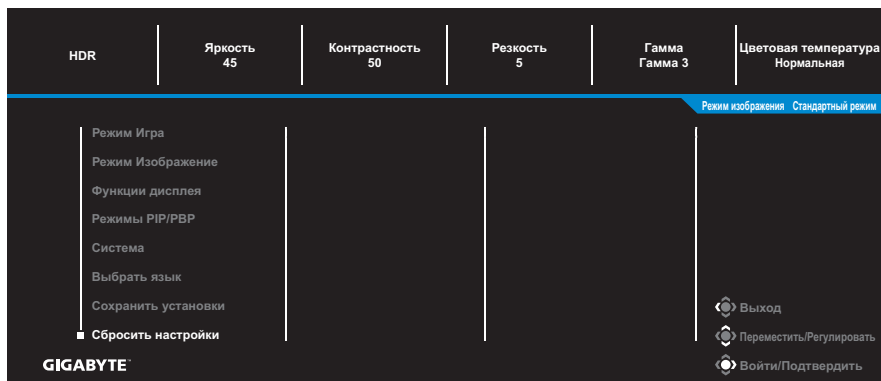 HDR
Яркость
45
Контрастность
50
Резкость
5
Гамма
Гамма 3
Цветовая температура
Нормальная
Режим изображения Стандартный режим
Режим Игра
Режим Изображение
Функции дисплея
Режимы PIP/PBP
Система
Выбрать язык
Сохранить установки
Сбросить настройки
Выход
Переместить/Регулировать
Войти/Подтвердить
GIGABYTE™